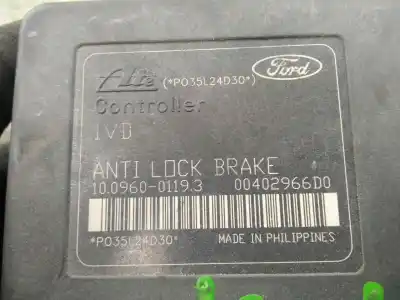 Ate (*P035L24D30*) Ford
Controller
IVD
ANTI LOCK BRAKE
10.0960-0119.3 00402966D0
*P035L24D30* MADE IN PHILIPPINES